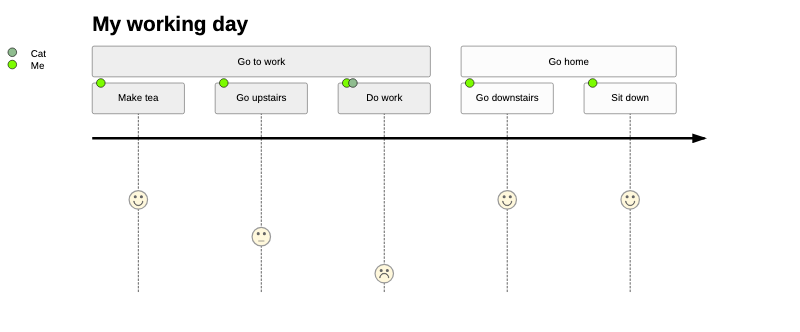 My working day
Cat
Me
Go to work
Go home
Make tea
Go upstairs
Do work
Go downstairs
Sit down